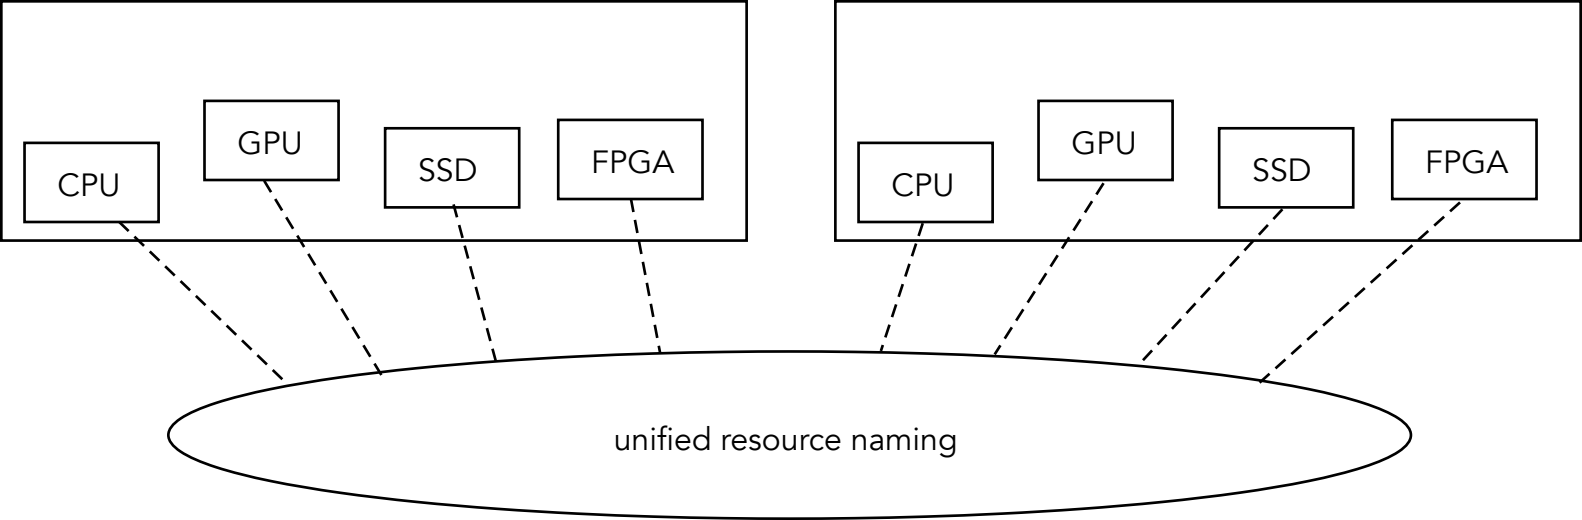 CPU
GPU
SSD
FPGA
CPU
GPU
SSD
FPGA
unified resource naming